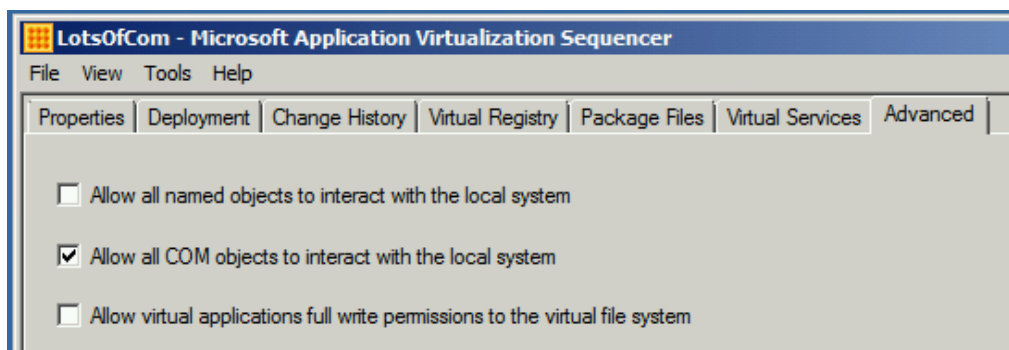 LotsOfCom - Microsoft Application Virtualization Sequencer
File View Tools Help
Properties Deployment Change History Virtual Registry Package Files Virtual Services Advanced
Allow all named objects to interact with the local system
Allow all COM objects to interact with the local system
Allow virtual applications full write permissions to the virtual file system